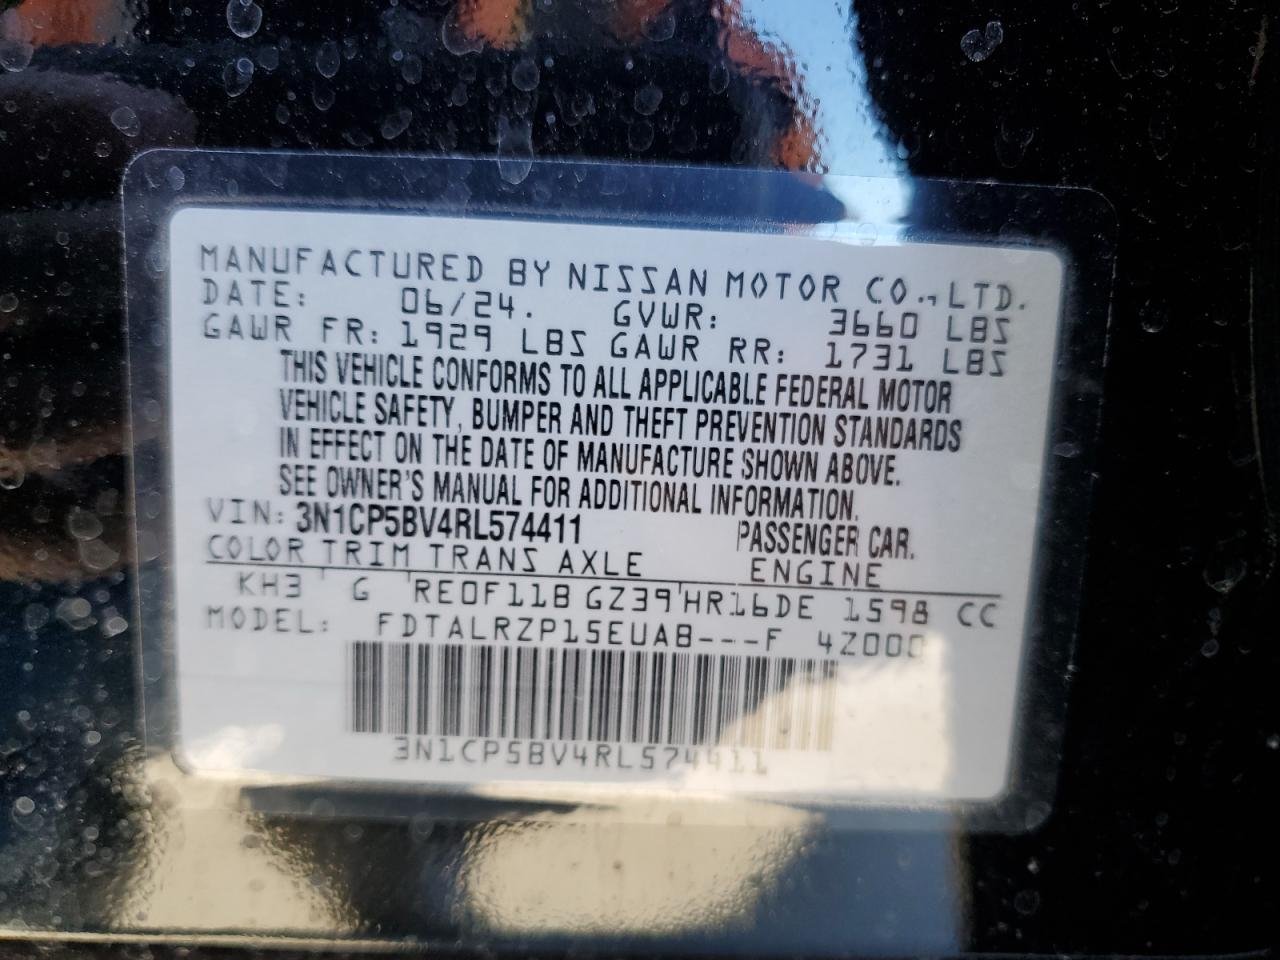 MANUFACTURED BY NISSAN MOTOR CO., LTD.
DATE: 06/24. GVWR: 3660 LBS
GAWR FR: 1929 LBS GAWR RR: 1731 LBS
THIS VEHICLE CONFORMS TO ALL APPLICABLE FEDERAL MOTOR
VEHICLE SAFETY, BUMPER AND THEFT PREVENTION STANDARDS
IN EFFECT ON THE DATE OF MANUFACTURE SHOWN ABOVE.
SEE OWNER'S MANUAL FOR ADDITIONAL INFORMATION.
VIN: 3N1CP5BV4RL574411 PASSENGER CAR.
COLOR TRIM TRANS AXLE ENGINE
KH3 G RE0F11B GZ39 HR16DE 1598 CC
MODEL: FDTALRZP15EUAB---F 4Z000
3N1CP5BV4RL574411